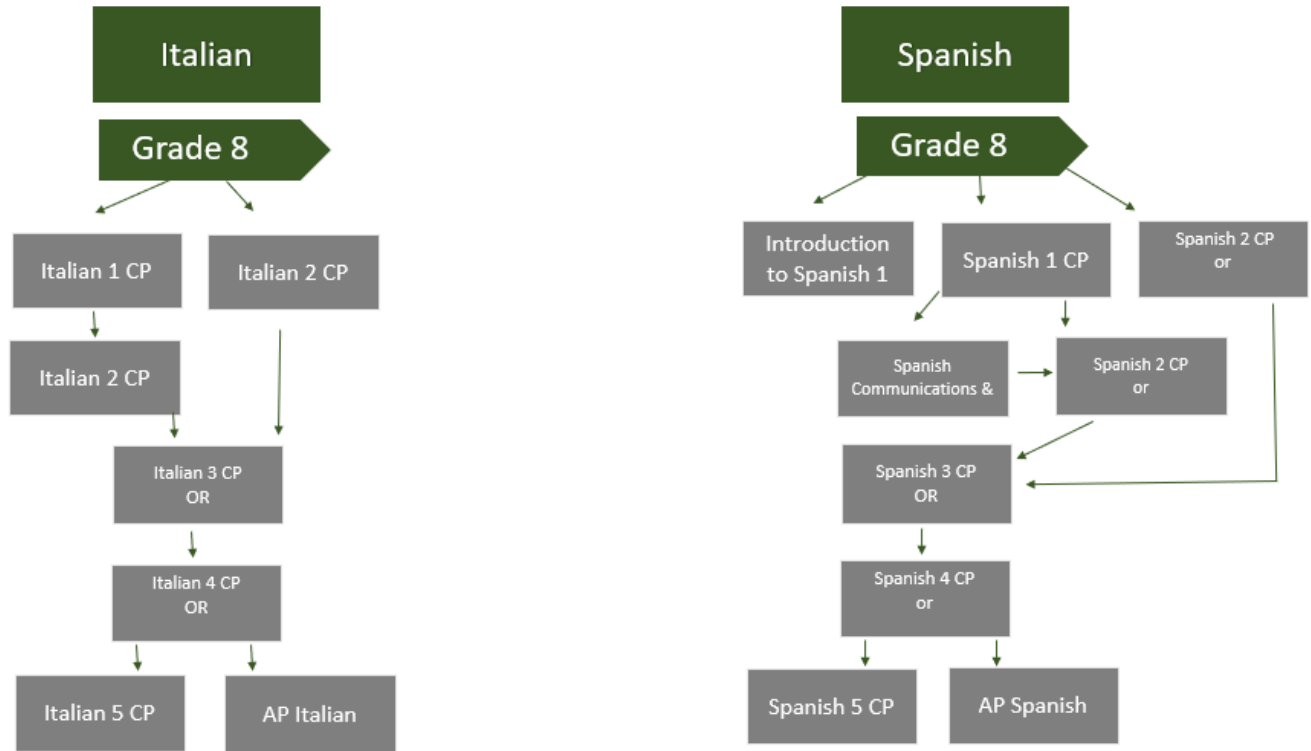 Italian
Grade 8
Italian 1 CP
Italian 2 CP
Italian 2 CP
Italian 3 CP
OR
Italian 4 CP
OR
Italian 5 CP
AP Italian
Spanish
Grade 8
Introduction
to Spanish 1
Spanish 1 CP
Spanish 2 CP
or
Spanish
Communications &
Spanish 2 CP
or
Spanish 3 CP
OR
Spanish 4 CP
or
Spanish 5 CP
AP Spanish